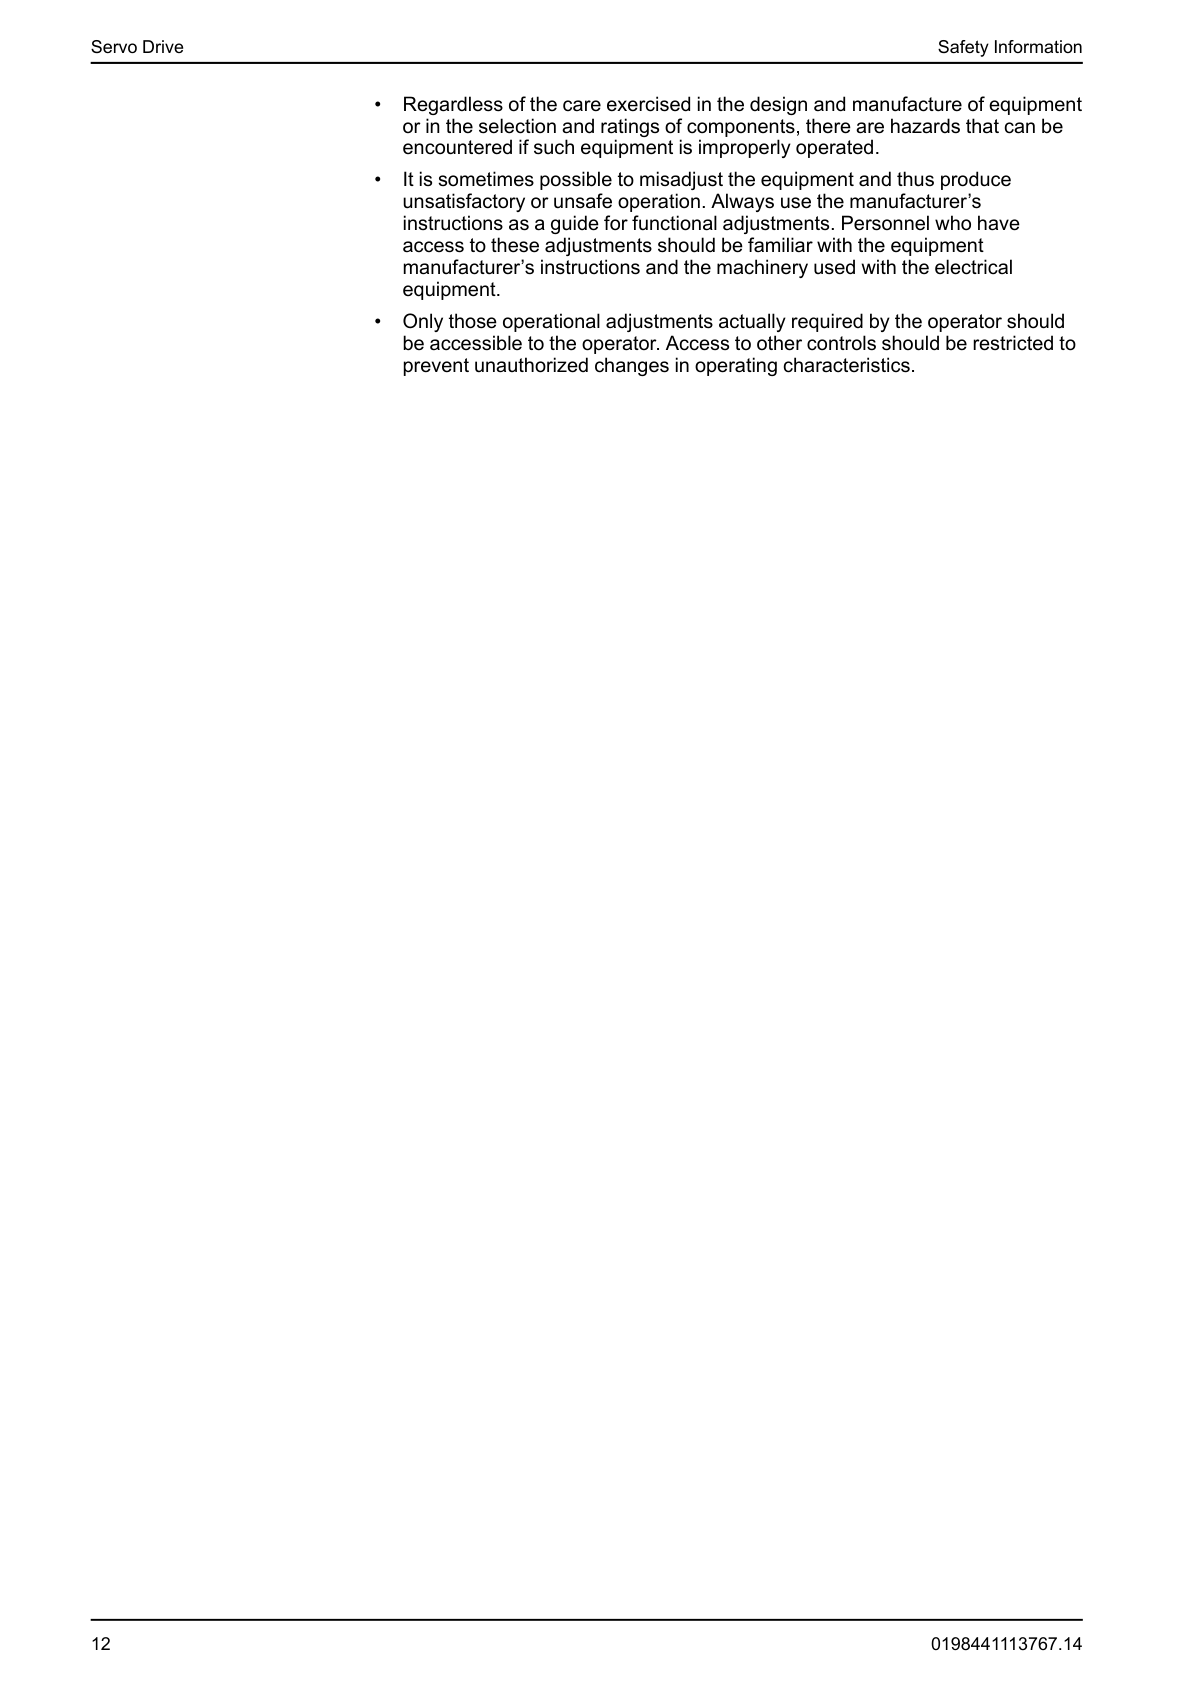 Servo Drive
Safety Information
• Regardless of the care exercised in the design and manufacture of equipment
or in the selection and ratings of components, there are hazards that can be
encountered if such equipment is improperly operated.
• It is sometimes possible to misadjust the equipment and thus produce
unsatisfactory or unsafe operation. Always use the manufacturer’s
instructions as a guide for functional adjustments. Personnel who have
access to these adjustments should be familiar with the equipment
manufacturer’s instructions and the machinery used with the electrical
equipment.
• Only those operational adjustments actually required by the operator should
be accessible to the operator. Access to other controls should be restricted to
prevent unauthorized changes in operating characteristics.
12
0198441113767.14